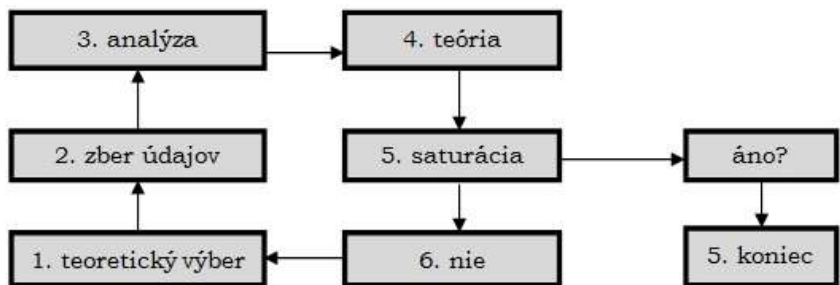 3. analýza
4. teória
2. zber údajov
5. saturácia
áno?
1. teoretický výber
6. nie
5. koniec